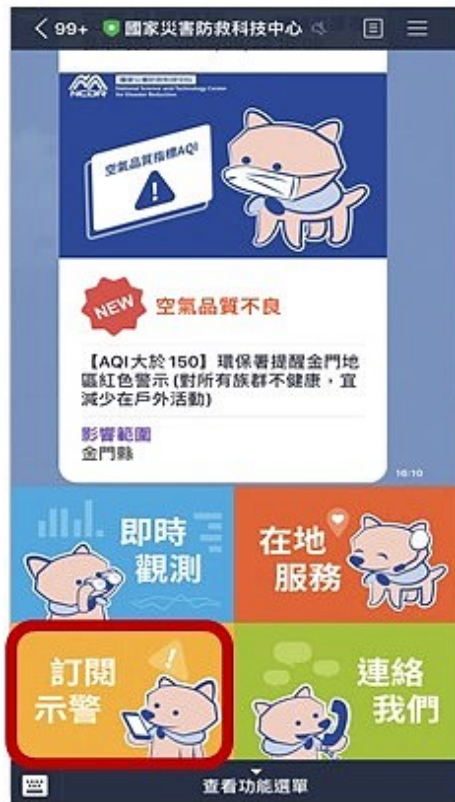 99+ 國家災害防救科技中心
NCDR
National Science and Technology Center
for Disaster Reduction
空氣品質指標AQI
NEW 空氣品質不良
【AQI大於150】環保署提醒金門地
區紅色警示(對所有族群不健康，宜
減少在戶外活動)
影響範圍
金門縣
16:10
即時
觀測
在地
服務
訂閱
示警
連絡
我們
查看功能選單